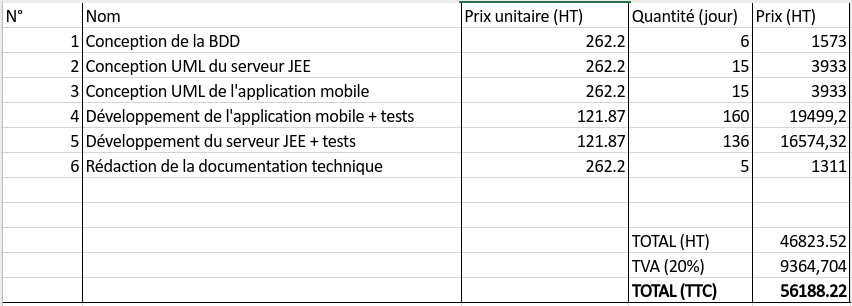 N° Nom Prix unitaire (HT) Quantité (jour) Prix (HT)
1 Conception de la BDD 262.2 6 1573
2 Conception UML du serveur JEE 262.2 15 3933
3 Conception UML de l'application mobile 262.2 15 3933
4 Développement de l'application mobile + tests 121.87 160 19499,2
5 Développement du serveur JEE + tests 121.87 136 16574,32
6 Rédaction de la documentation technique 262.2 5 1311
TOTAL (HT) 46823.52
TVA (20%) 9364,704
TOTAL (TTC) 56188.22